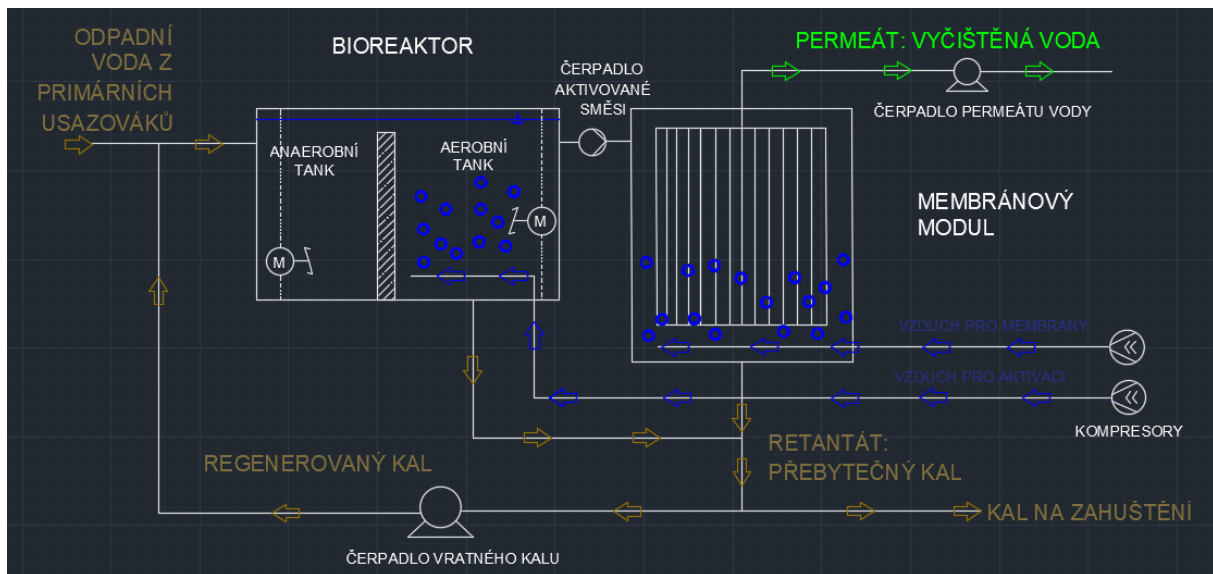 ODPADNÍ
VODA Z
PRIMÁRNÍCH
USAZOVÁKŮ
BIOREAKTOR
ČERPADLO
AKTIVOVANÉ
SMĚSI
PERMEÁT: VYČIŠTĚNÁ VODA
ČERPADLO PERMEÁTU VODY
ANAEROBNÍ
TANK
AEROBNÍ
TANK
M
M
MEMBRÁNOVÝ
MODUL
VZDUCH PRO MEMBRÁNY
VZDUCH PRO AKTIVACI
KOMPRESORY
RETANTÁT:
PŘEBYTEČNÝ KAL
REGENEROVANÝ KAL
KAL NA ZAHUŠTĚNÍ
ČERPADLO VRATNÉHO KALU